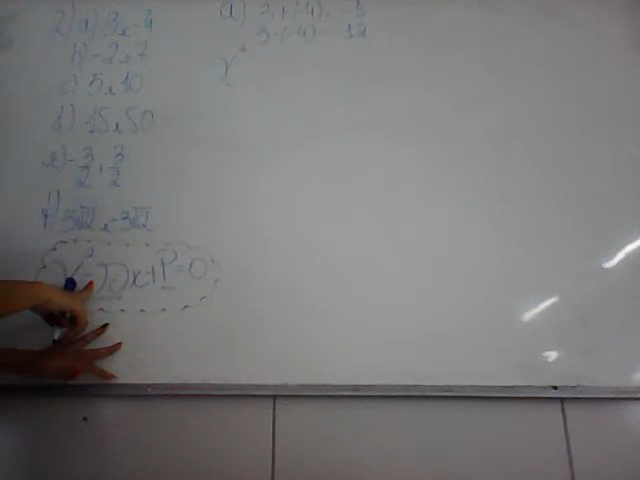 2) a) 3 e -4
b) -2 e 7
c) 5 e 10
d) -15 e 50
e) -3/2 e 3/2
f) 3√2 e -3√2
x² - Sx + P = 0
a) 3 + (-4) = -1
3 · (-4) = -12
x²